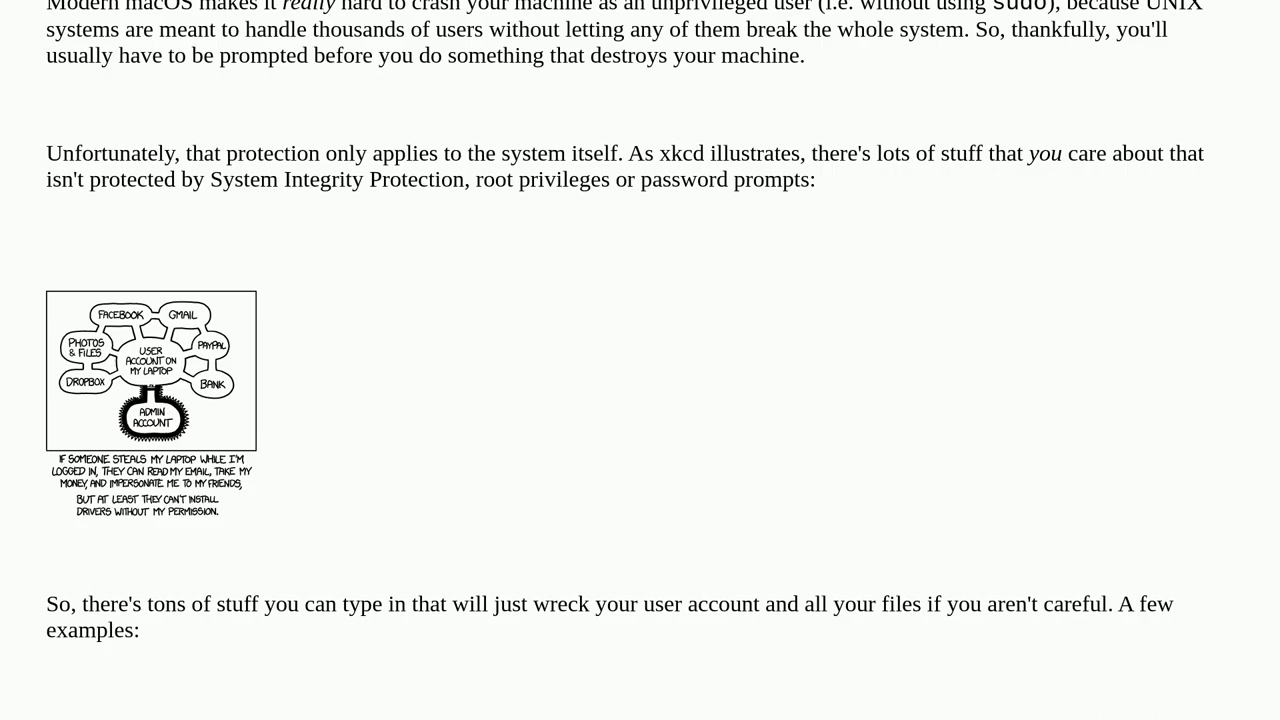 Modern macOS makes it really hard to crash your machine as an unprivileged user (i.e. without using sudo), because UNIX
systems are meant to handle thousands of users without letting any of them break the whole system. So, thankfully, you'll
usually have to be prompted before you do something that destroys your machine.
Unfortunately, that protection only applies to the system itself. As xkcd illustrates, there's lots of stuff that you care about that
isn't protected by System Integrity Protection, root privileges or password prompts:
FACEBOOK
GMAIL
PHOTOS
& FILES
USER
ACCOUNT ON
MY LAPTOP
PAYPAL
DROPBOX
BANK
ADMIN
ACCOUNT
IF SOMEONE STEALS MY LAPTOP WHILE I'M
LOGGED IN, THEY CAN READ MY EMAIL, TAKE MY
MONEY, AND IMPERSONATE ME TO MY FRIENDS,
BUT AT LEAST THEY CAN'T INSTALL
DRIVERS WITHOUT MY PERMISSION.
So, there's tons of stuff you can type in that will just wreck your user account and all your files if you aren't careful. A few
examples: